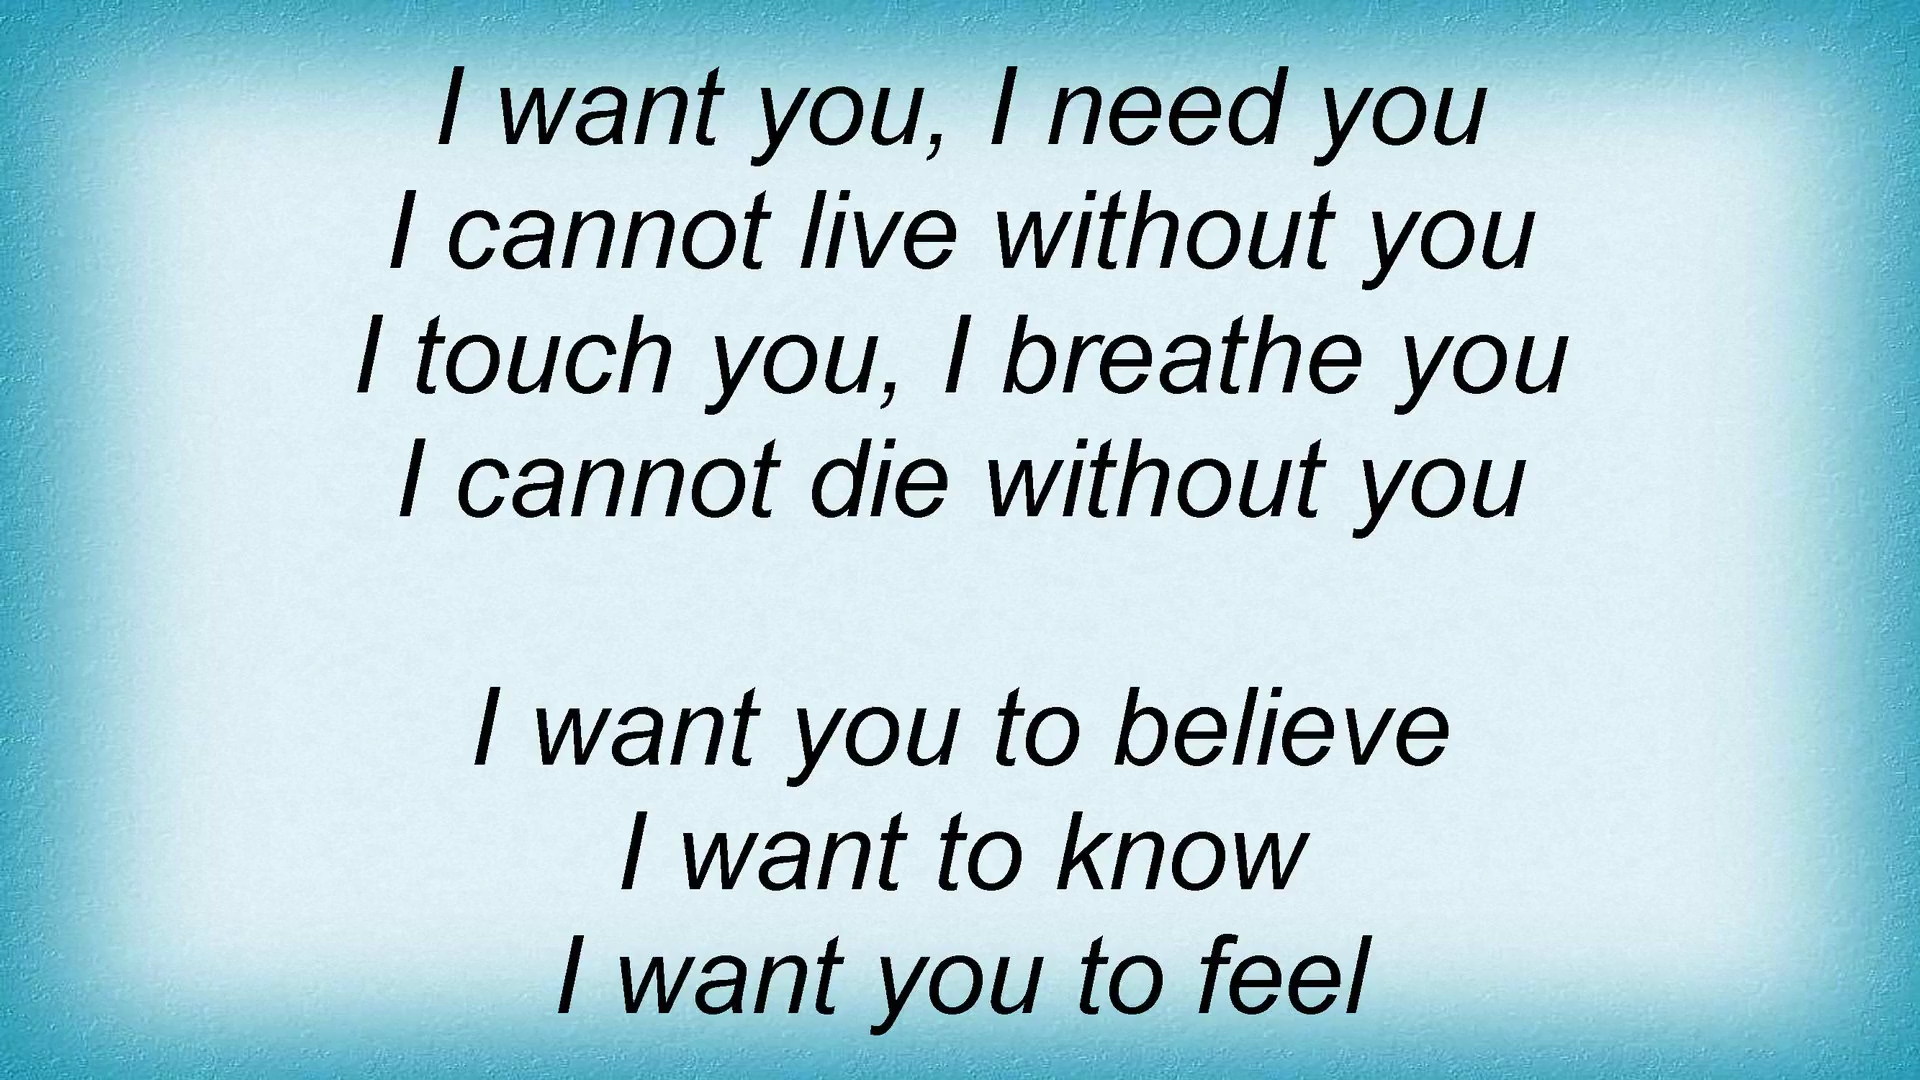 I want you, I need you
I cannot live without you
I touch you, I breathe you
I cannot die without you
I want you to believe
I want to know
I want you to feel